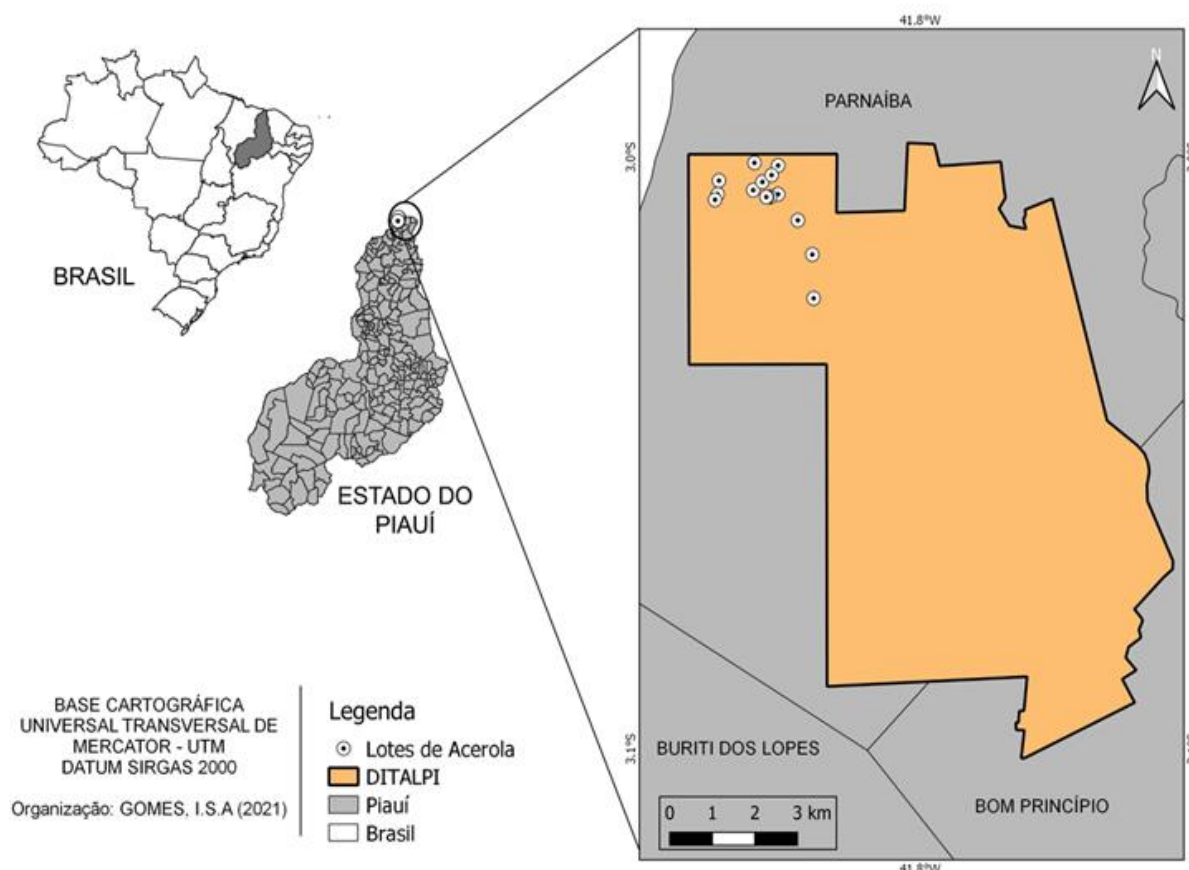 41.8°W
PARNAÍBA
N
3.0°S
BRASIL
ESTADO DO
PIAUÍ
BASE CARTOGRÁFICA
UNIVERSAL TRANSVERSAL DE
MERCATOR - UTM
DATUM SIRGAS 2000
Organização: GOMES, I.S.A (2021)
Legenda
Lotes de Acerola
DITALPI
Piauí
Brasil
BURITI DOS LOPES
3.1°S
BOM PRINCÍPIO
0 1 2 3 km
41.8°W